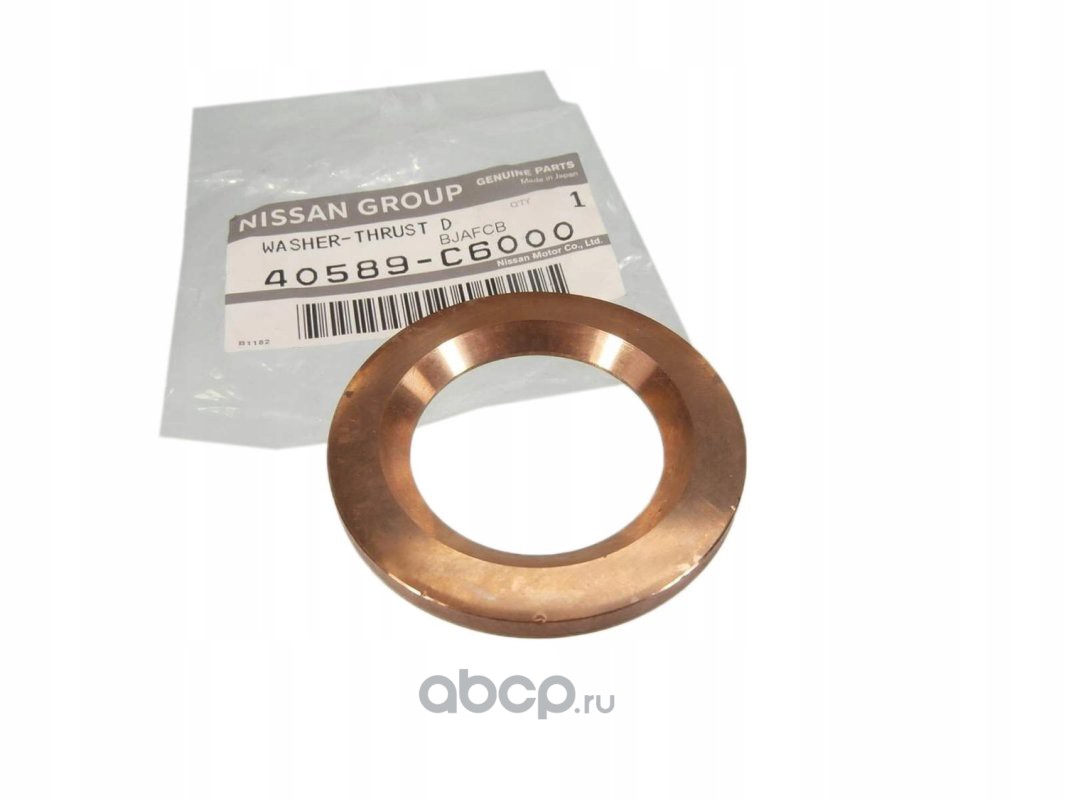 NISSAN GROUP
GENUINE PARTS
Made in Japan
WASHER-THRUST D
QTY 1
BJAFCB
40589-C6000
Nissan Motor Co., Ltd.
B1182
abcp.ru